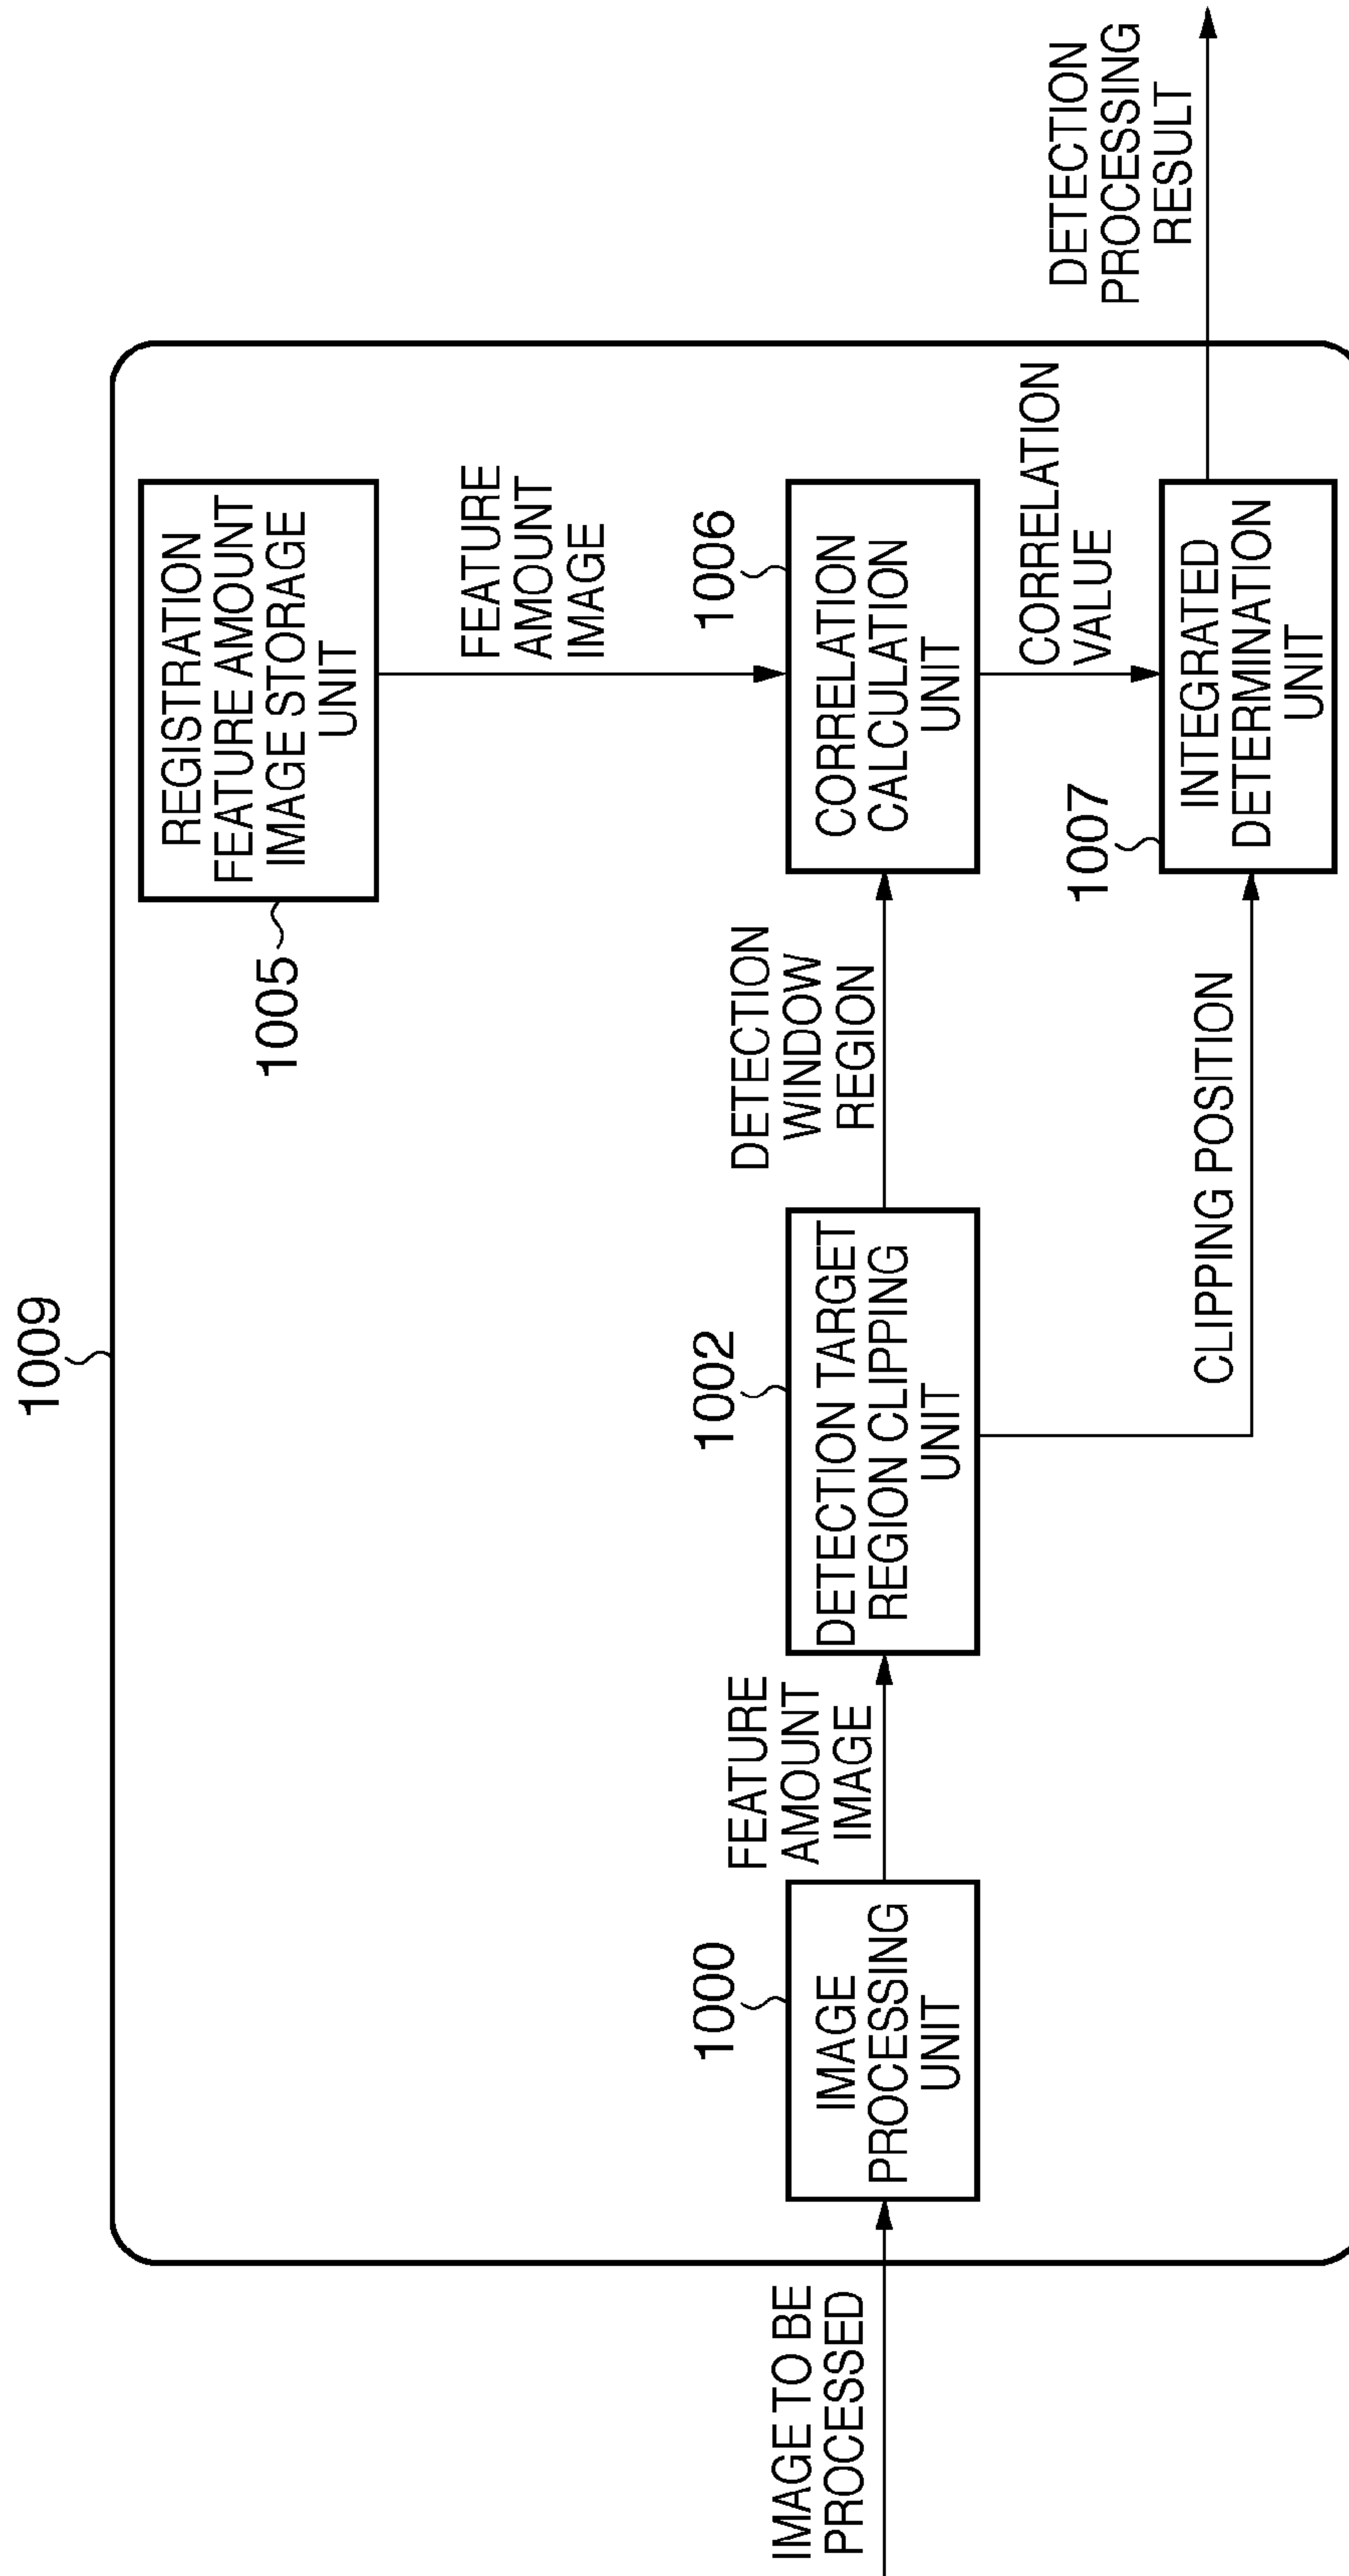 1009
REGISTRATION
FEATURE AMOUNT
IMAGE STORAGE
UNIT
1005
FEATURE
AMOUNT
IMAGE
IMAGE TO BE
PROCESSED
1000
IMAGE
PROCESSING
UNIT
FEATURE
AMOUNT
IMAGE
1002
DETECTION TARGET
REGION CLIPPING
UNIT
DETECTION
WINDOW
REGION
1006
CORRELATION
CALCULATION
UNIT
CORRELATION
VALUE
CLIPPING POSITION
1007
INTEGRATED
DETERMINATION
UNIT
DETECTION
PROCESSING
RESULT